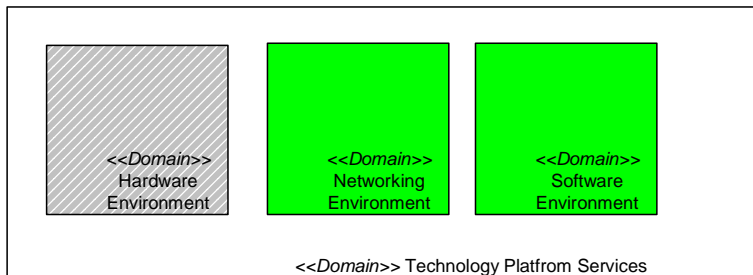 <<Domain>>
Hardware
Environment
<<Domain>>
Networking
Environment
<<Domain>>
Software
Environment
<<Domain>> Technology Platfrom Services